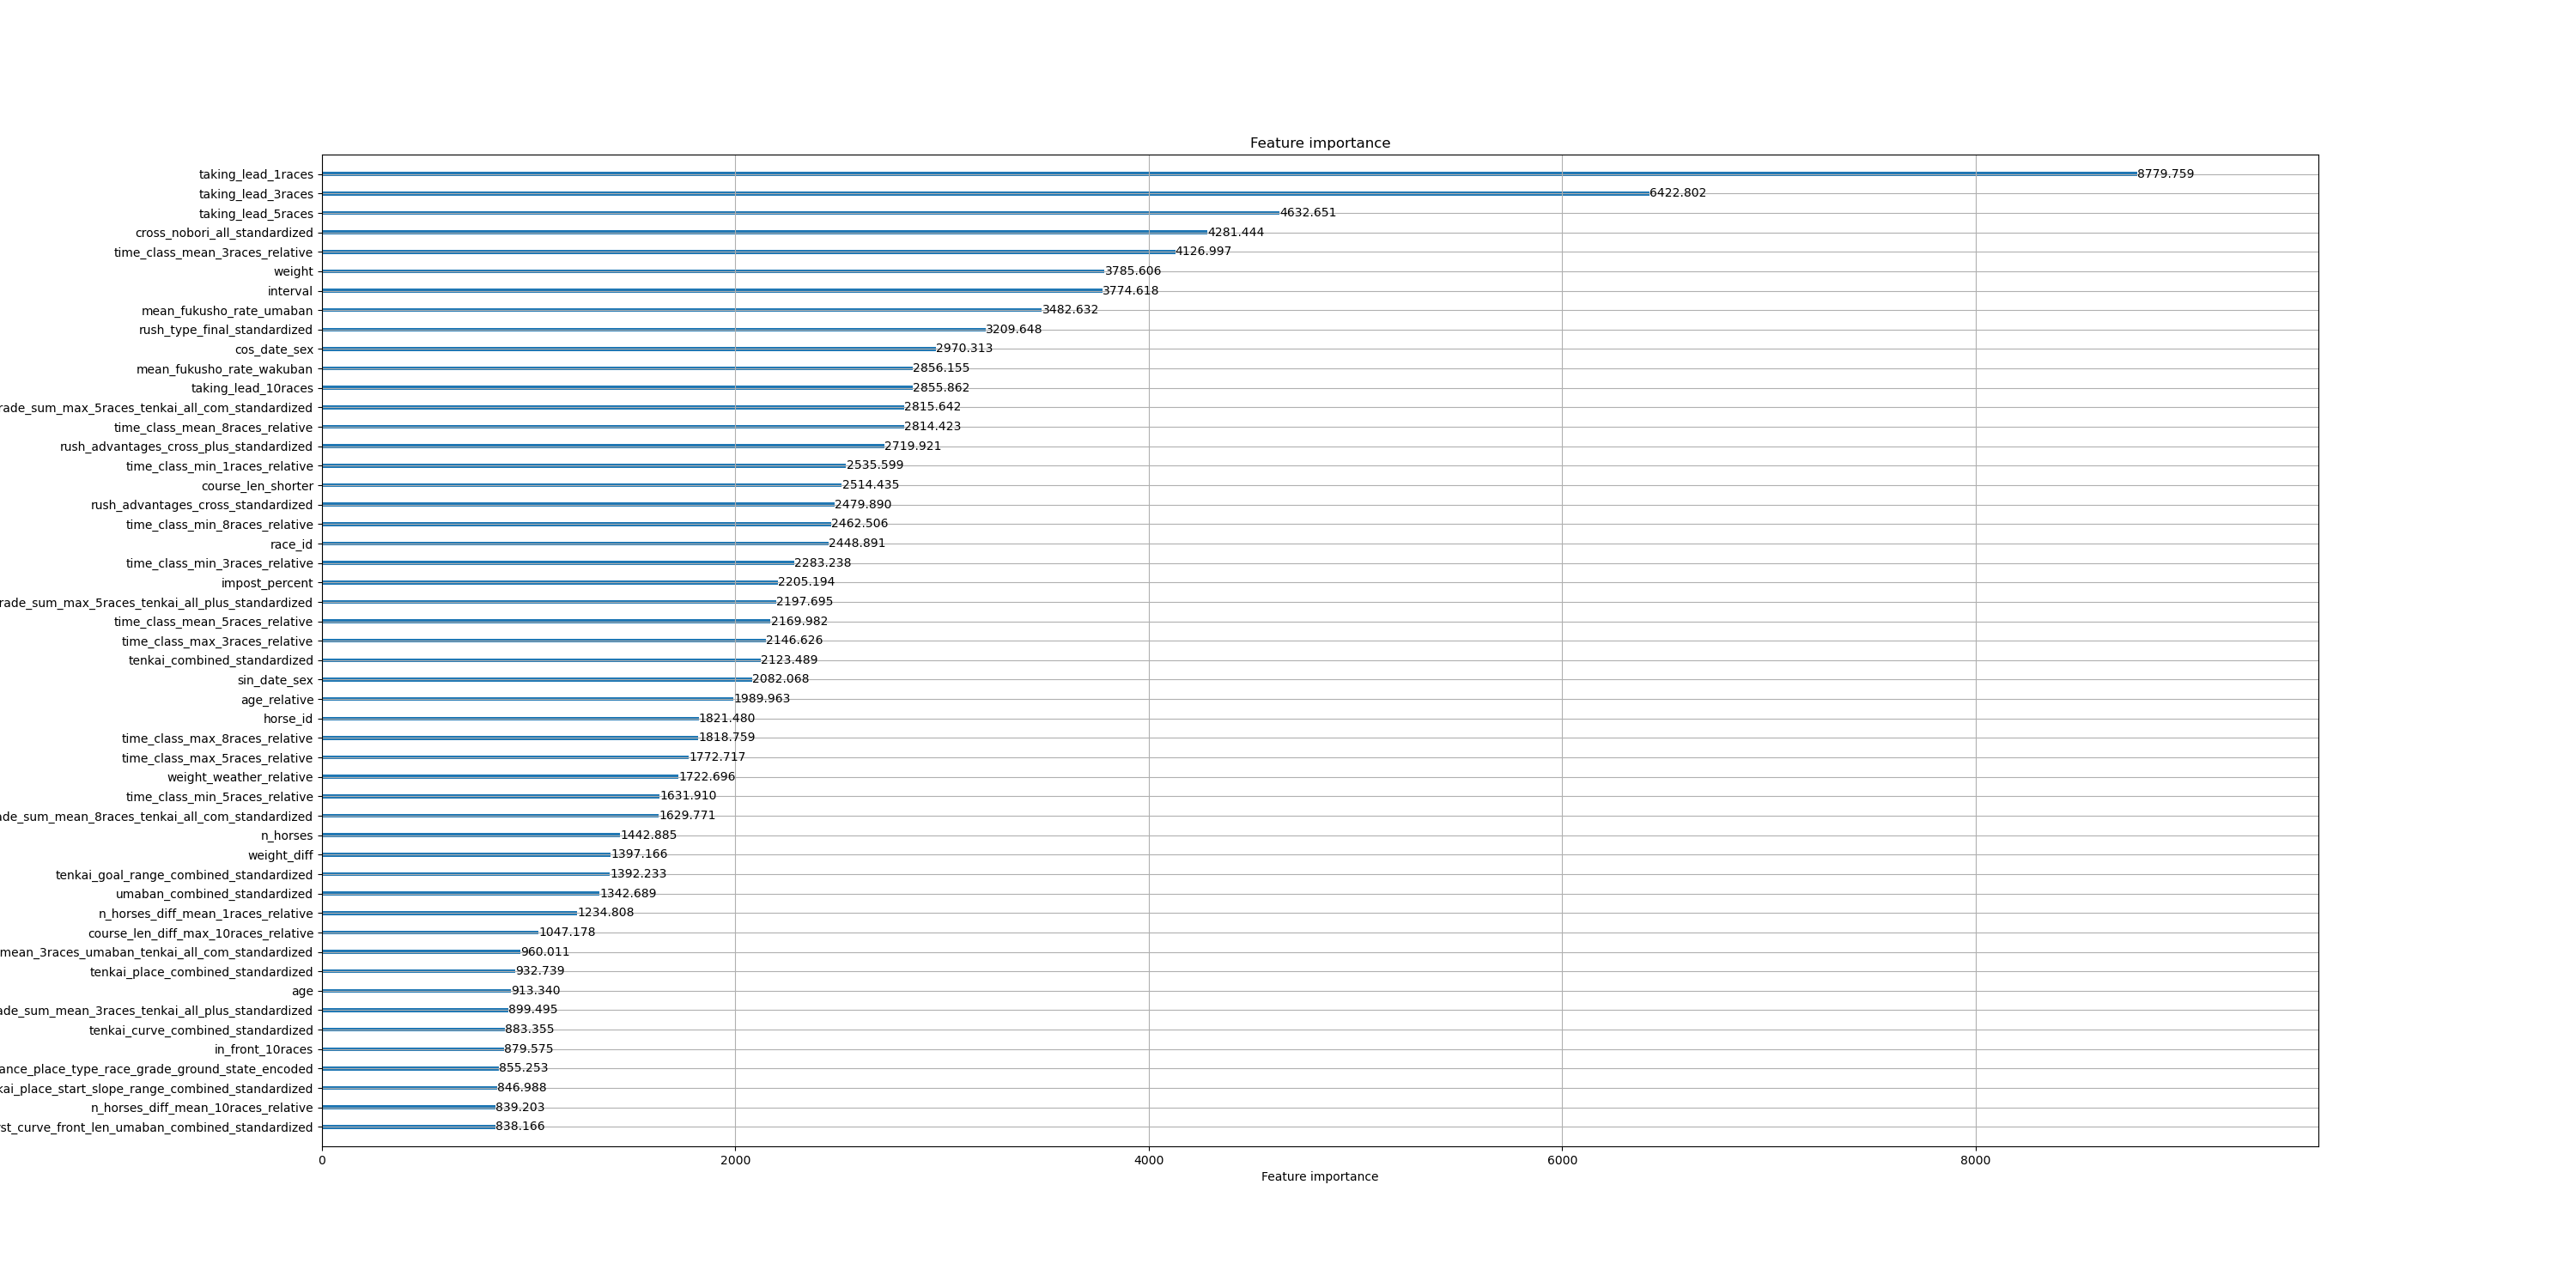 Feature importance
taking_lead_1races 8779.759
taking_lead_3races 6422.802
taking_lead_5races 4632.651
cross_nobori_all_standardized 4281.444
time_class_mean_3races_relative 4126.997
weight 3785.606
interval 3774.618
mean_fukusho_rate_umaban 3482.632
rush_type_final_standardized 3209.648
cos_date_sex 2970.313
mean_fukusho_rate_wakuban 2856.155
taking_lead_10races 2855.862
rade_sum_max_5races_tenkai_all_com_standardized 2815.642
time_class_mean_8races_relative 2814.423
rush_advantages_cross_plus_standardized 2719.921
time_class_min_1races_relative 2535.599
course_len_shorter 2514.435
rush_advantages_cross_standardized 2479.890
time_class_min_8races_relative 2462.506
race_id 2448.891
time_class_min_3races_relative 2283.238
impost_percent 2205.194
rade_sum_max_5races_tenkai_all_plus_standardized 2197.695
time_class_mean_5races_relative 2169.982
time_class_max_3races_relative 2146.626
tenkai_combined_standardized 2123.489
sin_date_sex 2082.068
age_relative 1989.963
horse_id 1821.480
time_class_max_8races_relative 1818.759
time_class_max_5races_relative 1772.717
weight_weather_relative 1722.696
time_class_min_5races_relative 1631.910
ade_sum_mean_8races_tenkai_all_com_standardized 1629.771
n_horses 1442.885
weight_diff 1397.166
tenkai_goal_range_combined_standardized 1392.233
umaban_combined_standardized 1342.689
n_horses_diff_mean_1races_relative 1234.808
course_len_diff_max_10races_relative 1047.178
mean_3races_umaban_tenkai_all_com_standardized 960.011
tenkai_place_combined_standardized 932.739
age 913.340
ade_sum_mean_3races_tenkai_all_plus_standardized 899.495
tenkai_curve_combined_standardized 883.355
in_front_10races 879.575
ance_place_type_race_grade_ground_state_encoded 855.253
kai_place_start_slope_range_combined_standardized 846.988
n_horses_diff_mean_10races_relative 839.203
st_curve_front_len_umaban_combined_standardized 838.166
0 2000 4000 6000 8000
Feature importance